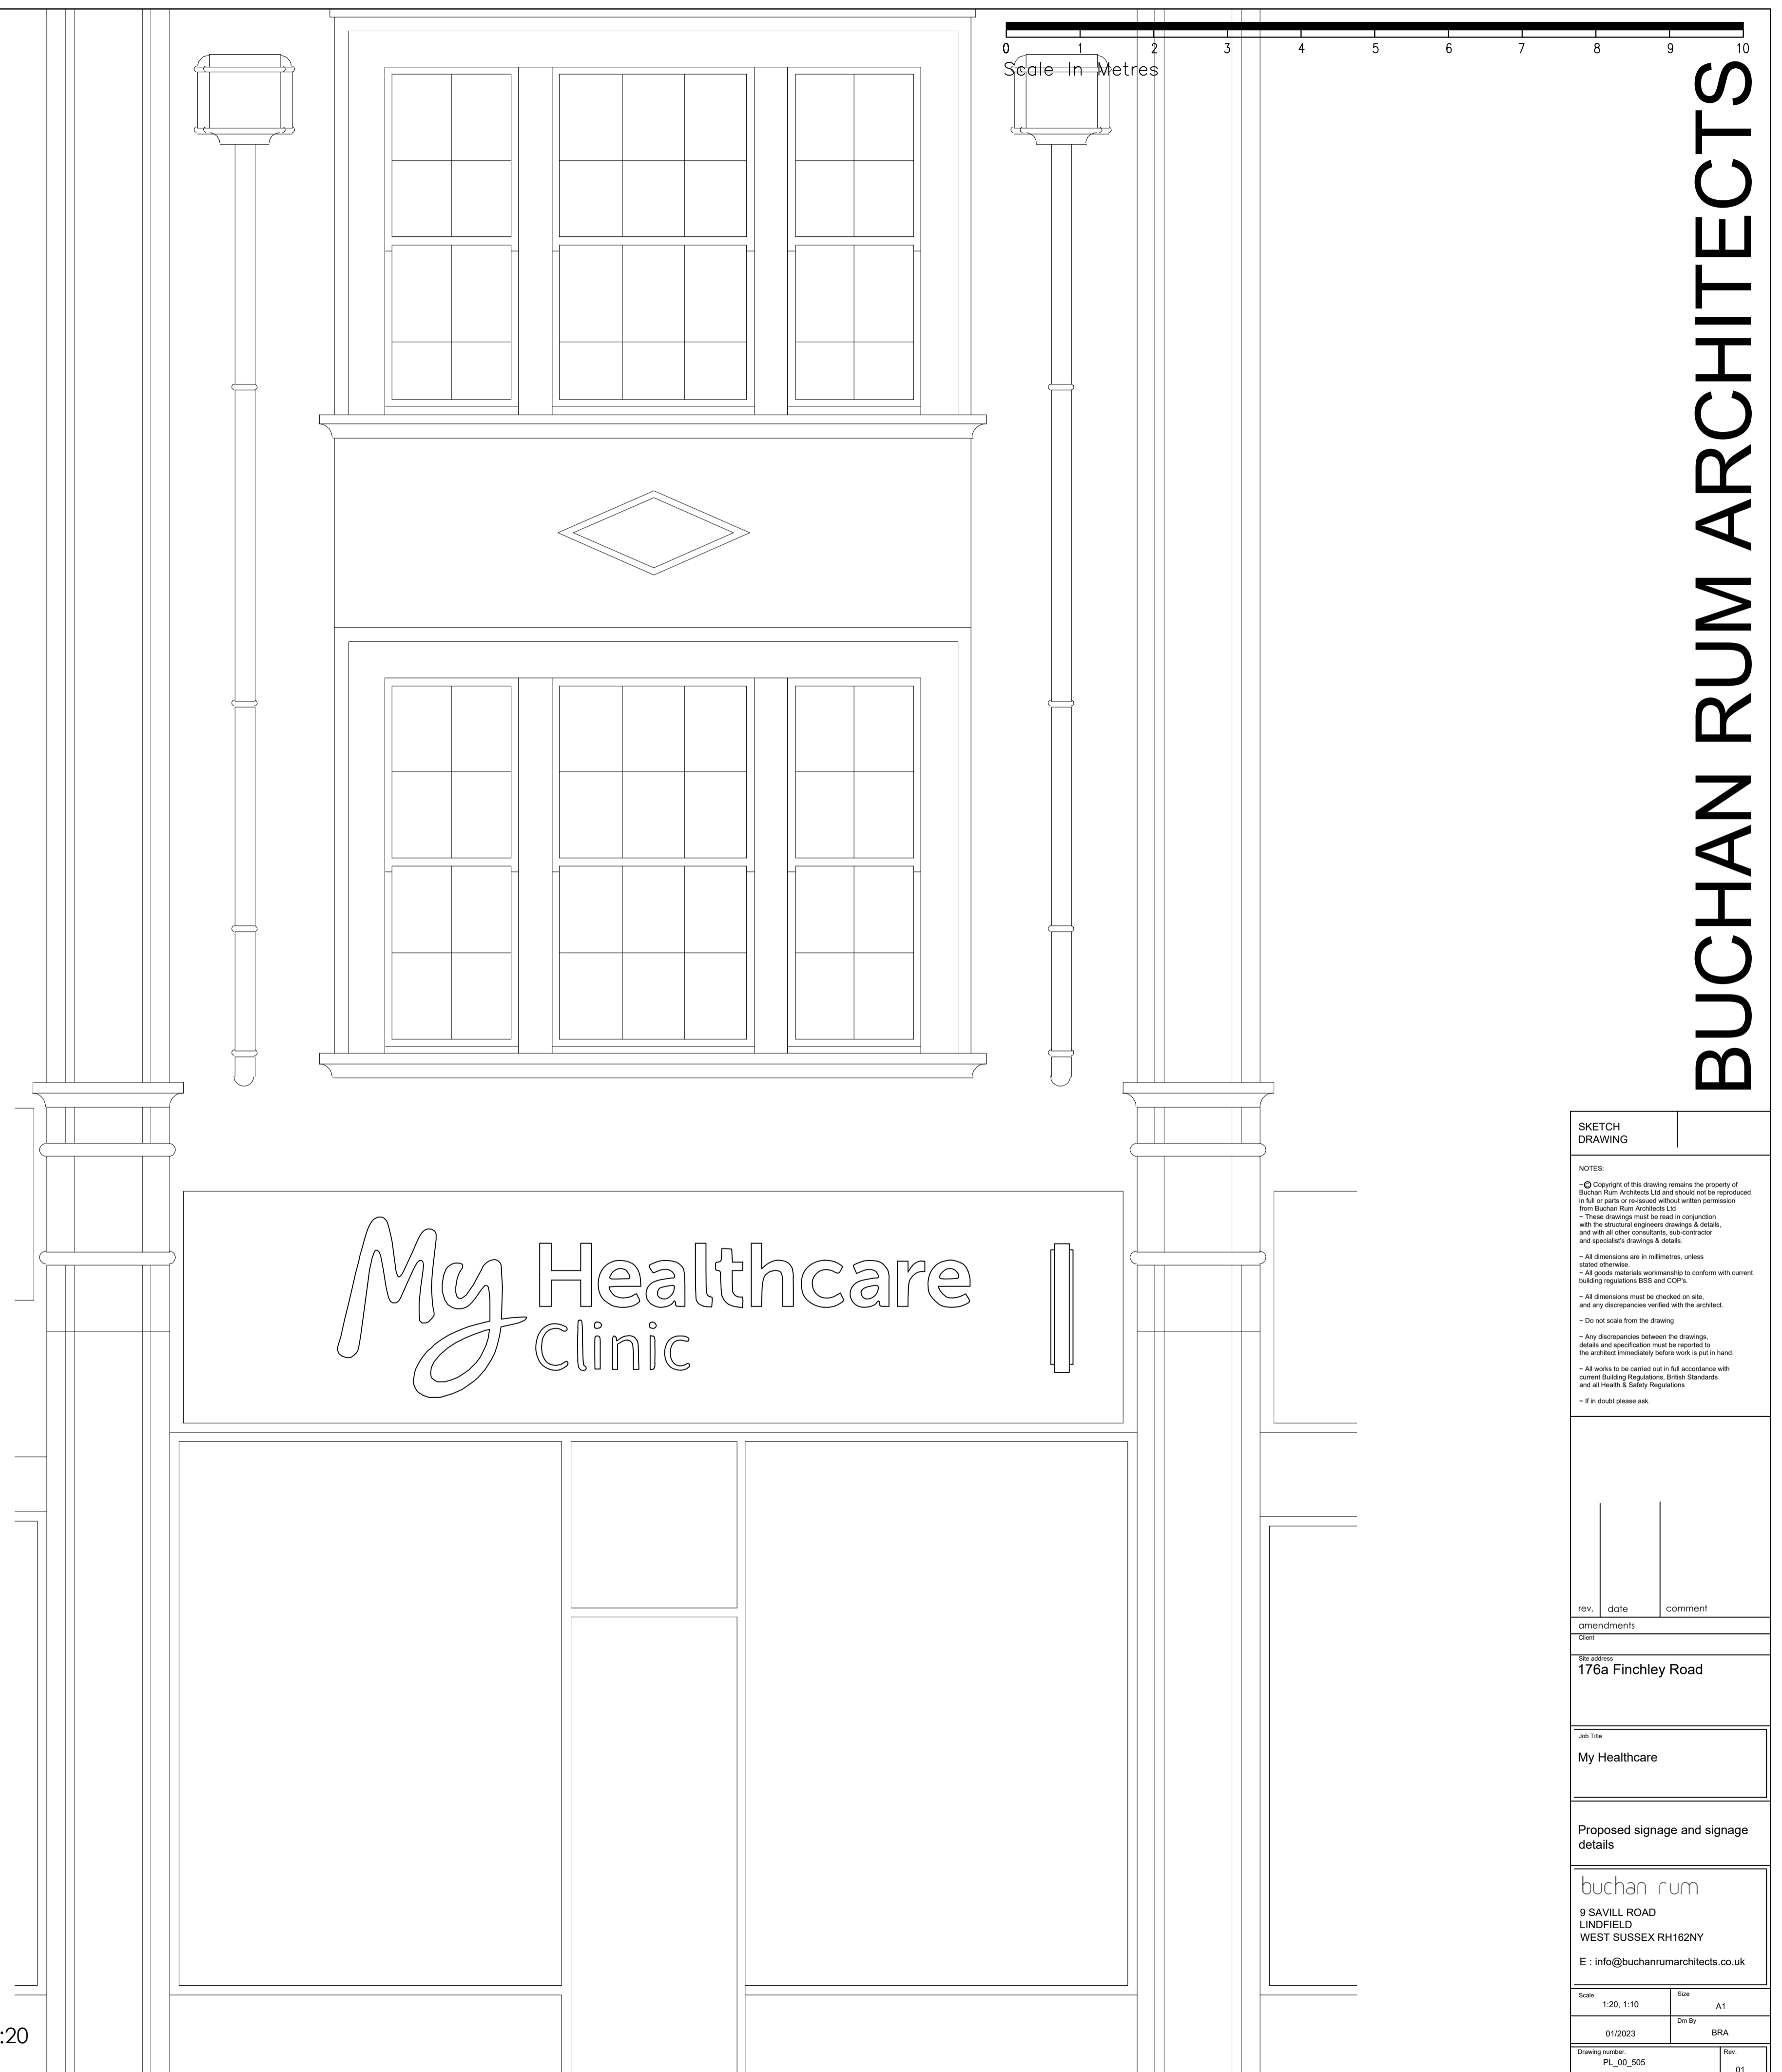 0 1 2 3 4 5 6 7 8 9 10
Scale In Metres
BUCHAN RUM ARCHITECTS
My Healthcare
Clinic
:20
SKETCH
DRAWING
NOTES:
~ © Copyright of this drawing remains the property of
Buchan Rum Architects Ltd and should not be reproduced
in full or parts or re-issued without written permission
from Buchan Rum Architects Ltd
~ These drawings must be read in conjunction
with the structural engineers drawings & details,
and with all other consultants, sub-contractor
and specialist's drawings & details.
~ All dimensions are in millimetres, unless
stated otherwise.
~ All goods materials workmanship to conform with current
building regulations BSS and COP's.
~ All dimensions must be checked on site,
and any discrepancies verified with the architect.
~ Do not scale from the drawing
~ Any discrepancies between the drawings,
details and specification must be reported to
the architect immediately before work is put in hand.
~ All works to be carried out in full accordance with
current Building Regulations, British Standards
and all Health & Safety Regulations
~ If in doubt please ask.
rev. date comment
amendments
Client
Site address
176a Finchley Road
Job Title
My Healthcare
Proposed signage and signage
details
buchan rum
9 SAVILL ROAD
LINDFIELD
WEST SUSSEX RH162NY
E : info@buchanrumarchitects.co.uk
Scale Size
1:20, 1:10 A1
Drn By
01/2023 BRA
Drawing number. Rev.
PL_00_505
01